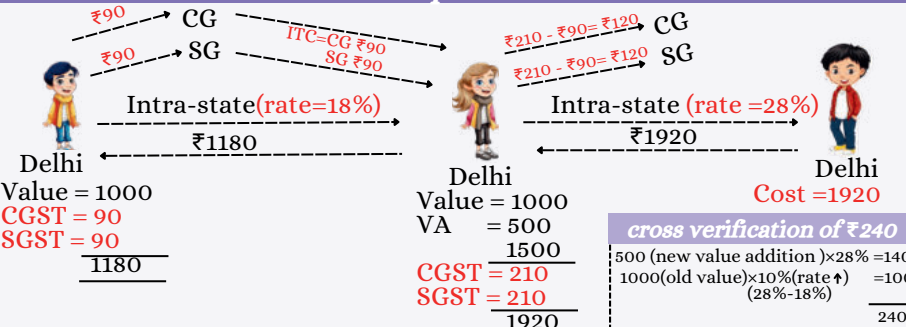 ₹90
CG
₹90
SG
ITC=CG ₹90
SG ₹90
₹210 - ₹90= ₹120
CG
₹210 - ₹90= ₹120
SG
Intra-state(rate=18%)
₹1180
Intra-state (rate =28%)
₹1920
Delhi
Value = 1000
CGST = 90
SGST = 90
1180
Delhi
Value = 1000
VA = 500
1500
CGST = 210
SGST = 210
1920
Delhi
Cost =1920
cross verification of ₹240
500 (new value addition )×28% =140
1000(old value)×10%(rate↑) =100
(28%-18%)
240